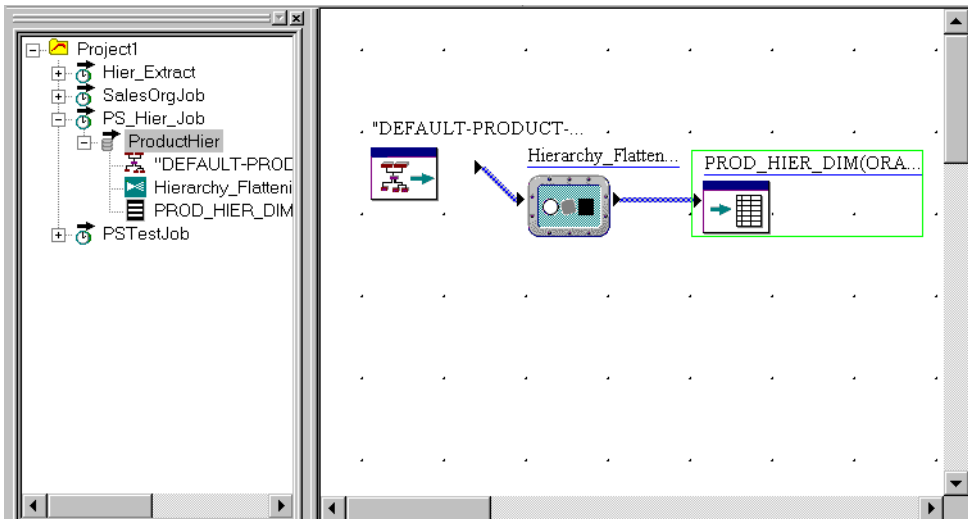 Project1
Hier_Extract
SalesOrgJob
PS_Hier_Job
ProductHier
"DEFAULT-PROD
Hierarchy_Flatteni
PROD_HIER_DIM
PSTestJob
"DEFAULT-PRODUCT-...
Hierarchy_Flatten...
PROD_HIER_DIM(ORA...